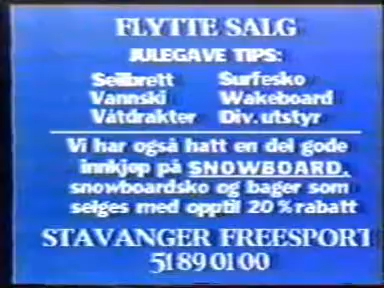 FLYTTE SALG
JULEGAVE TIPS:
Seilbrett Surfesko
Vannski Wakeboard
Våtdrakter Div. utstyr
Vi har også hatt en del gode
innkjøp på SNOWBOARD,
snowboardsko og bager som
selges med opptil 20 % rabatt
STAVANGER FREESPORT
51 89 01 00